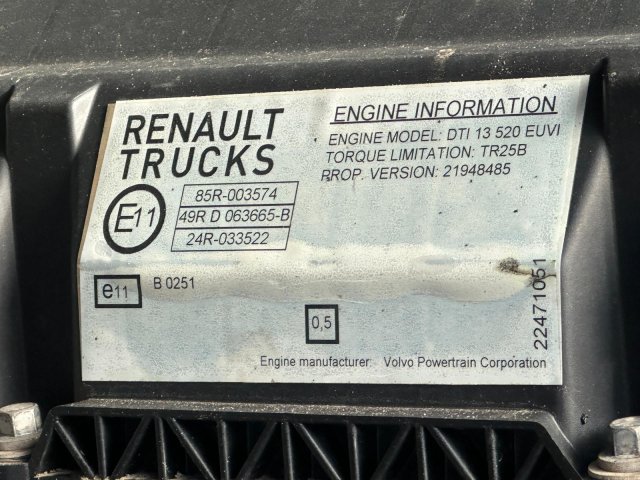 RENAULT
TRUCKS
ENGINE INFORMATION
ENGINE MODEL: DTI 13 520 EUVI
TORQUE LIMITATION: TR25B
PROP. VERSION: 21948485
E11
85R-003574
49R D 063665-B
24R-033522
e11
B 0251
0,5
22471051
Engine manufacturer: Volvo Powertrain Corporation